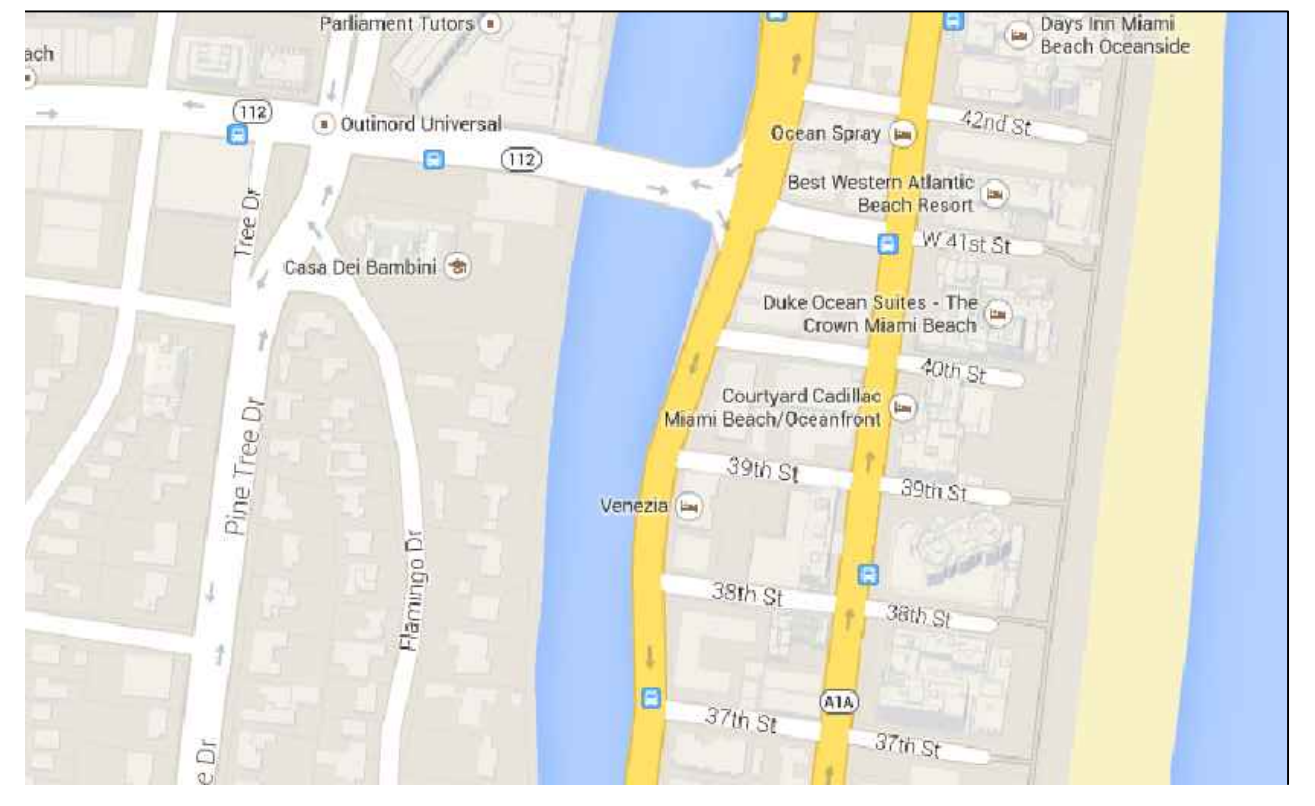 Parliament Tutors
Days Inn Miami
Beach Oceanside
ach
112
Outinord Universal
42nd St
Ocean Spray
112
Best Western Atlantic
Beach Resort
Tree Dr
W 41st St
Casa Dei Bambini
Duke Ocean Suites - The
Crown Miami Beach
40th St
Courtyard Cadillac
Miami Beach/Oceanfront
Pine Tree Dr
39th St
39th St
Venezia
Flamingo Dr
38th St
38th St
A1A
37th St
37th St
e Dr